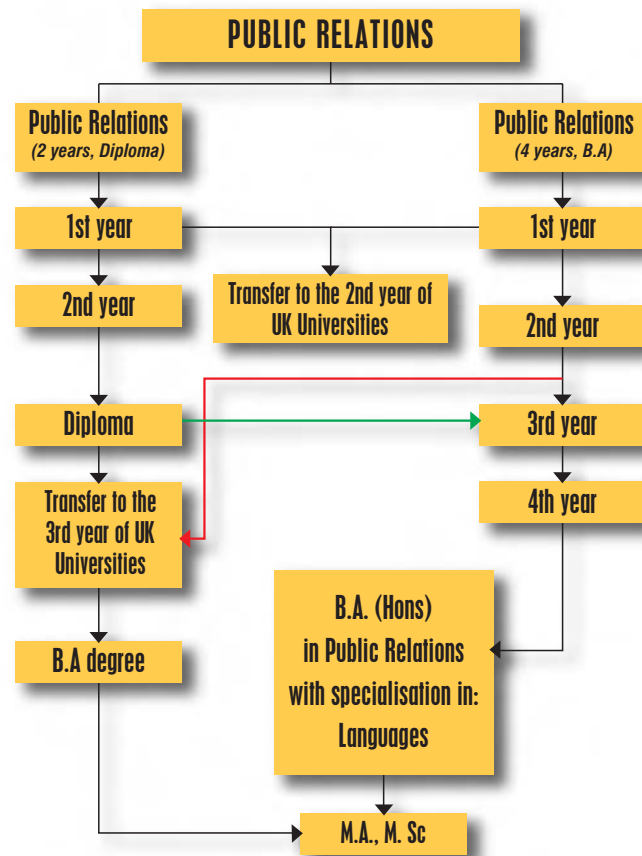 PUBLIC RELATIONS
Public Relations
(2 years, Diploma)
Public Relations
(4 years, B.A)
1st year
1st year
2nd year
Transfer to the 2nd year of
UK Universities
2nd year
Diploma
3rd year
Transfer to the
3rd year of UK
Universities
4th year
B.A degree
B.A. (Hons)
in Public Relations
with specialisation in:
Languages
M.A., M. Sc